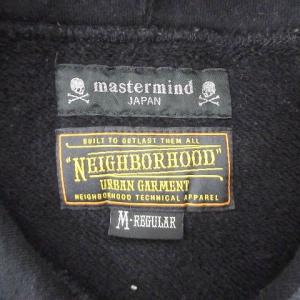 mastermind
JAPAN
BUILT TO OUTLAST THEM ALL
"NEIGHBORHOOD"
URBAN GARMENT
NEIGHBORHOOD TECHNICAL APPAREL
M-REGULAR